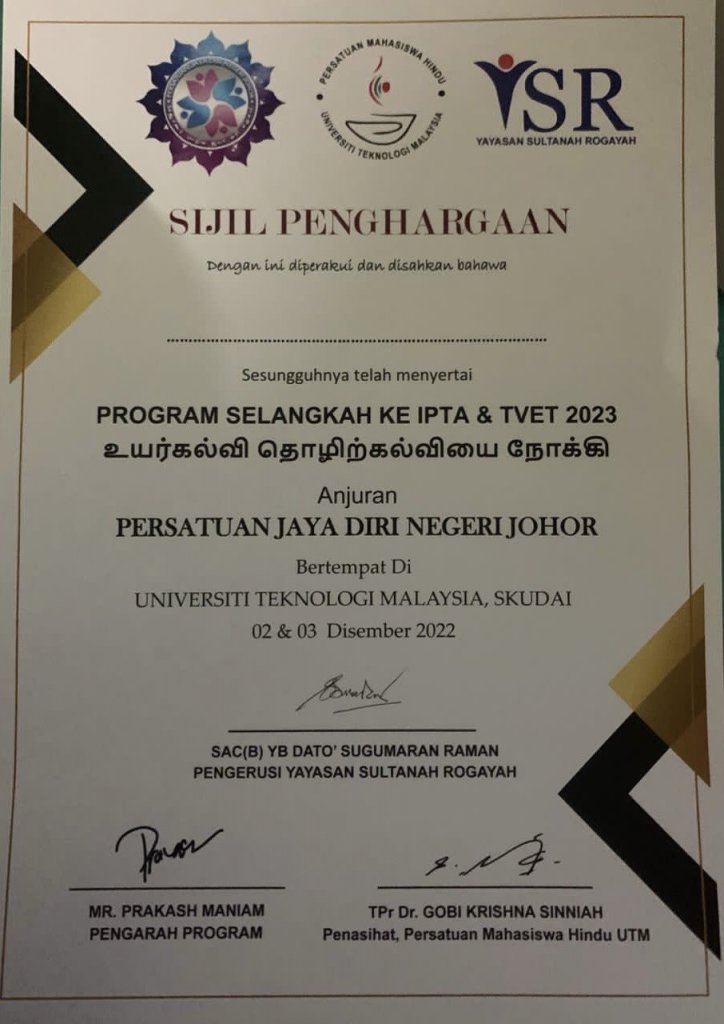 PERSATUAN MAHASISWA HINDU
UNIVERSITI TEKNOLOGI MALAYSIA
YSR
YAYASAN SULTANAH ROGAYAH
SIJIL PENGHARGAAN
Dengan ini diperakui dan disahkan bahawa
Sesungguhnya telah menyertai
PROGRAM SELANGKAH KE IPTA & TVET 2023
உயர்கல்வி தொழிற்கல்வியை நோக்கி
Anjuran
PERSATUAN JAYA DIRI NEGERI JOHOR
Bertempat Di
UNIVERSITI TEKNOLOGI MALAYSIA, SKUDAI
02 & 03 Disember 2022
SAC(B) YB DATO' SUGUMARAN RAMAN
PENGERUSI YAYASAN SULTANAH ROGAYAH
MR. PRAKASH MANIAM
PENGARAH PROGRAM
TPr Dr. GOBI KRISHNA SINNIAH
Penasihat, Persatuan Mahasiswa Hindu UTM